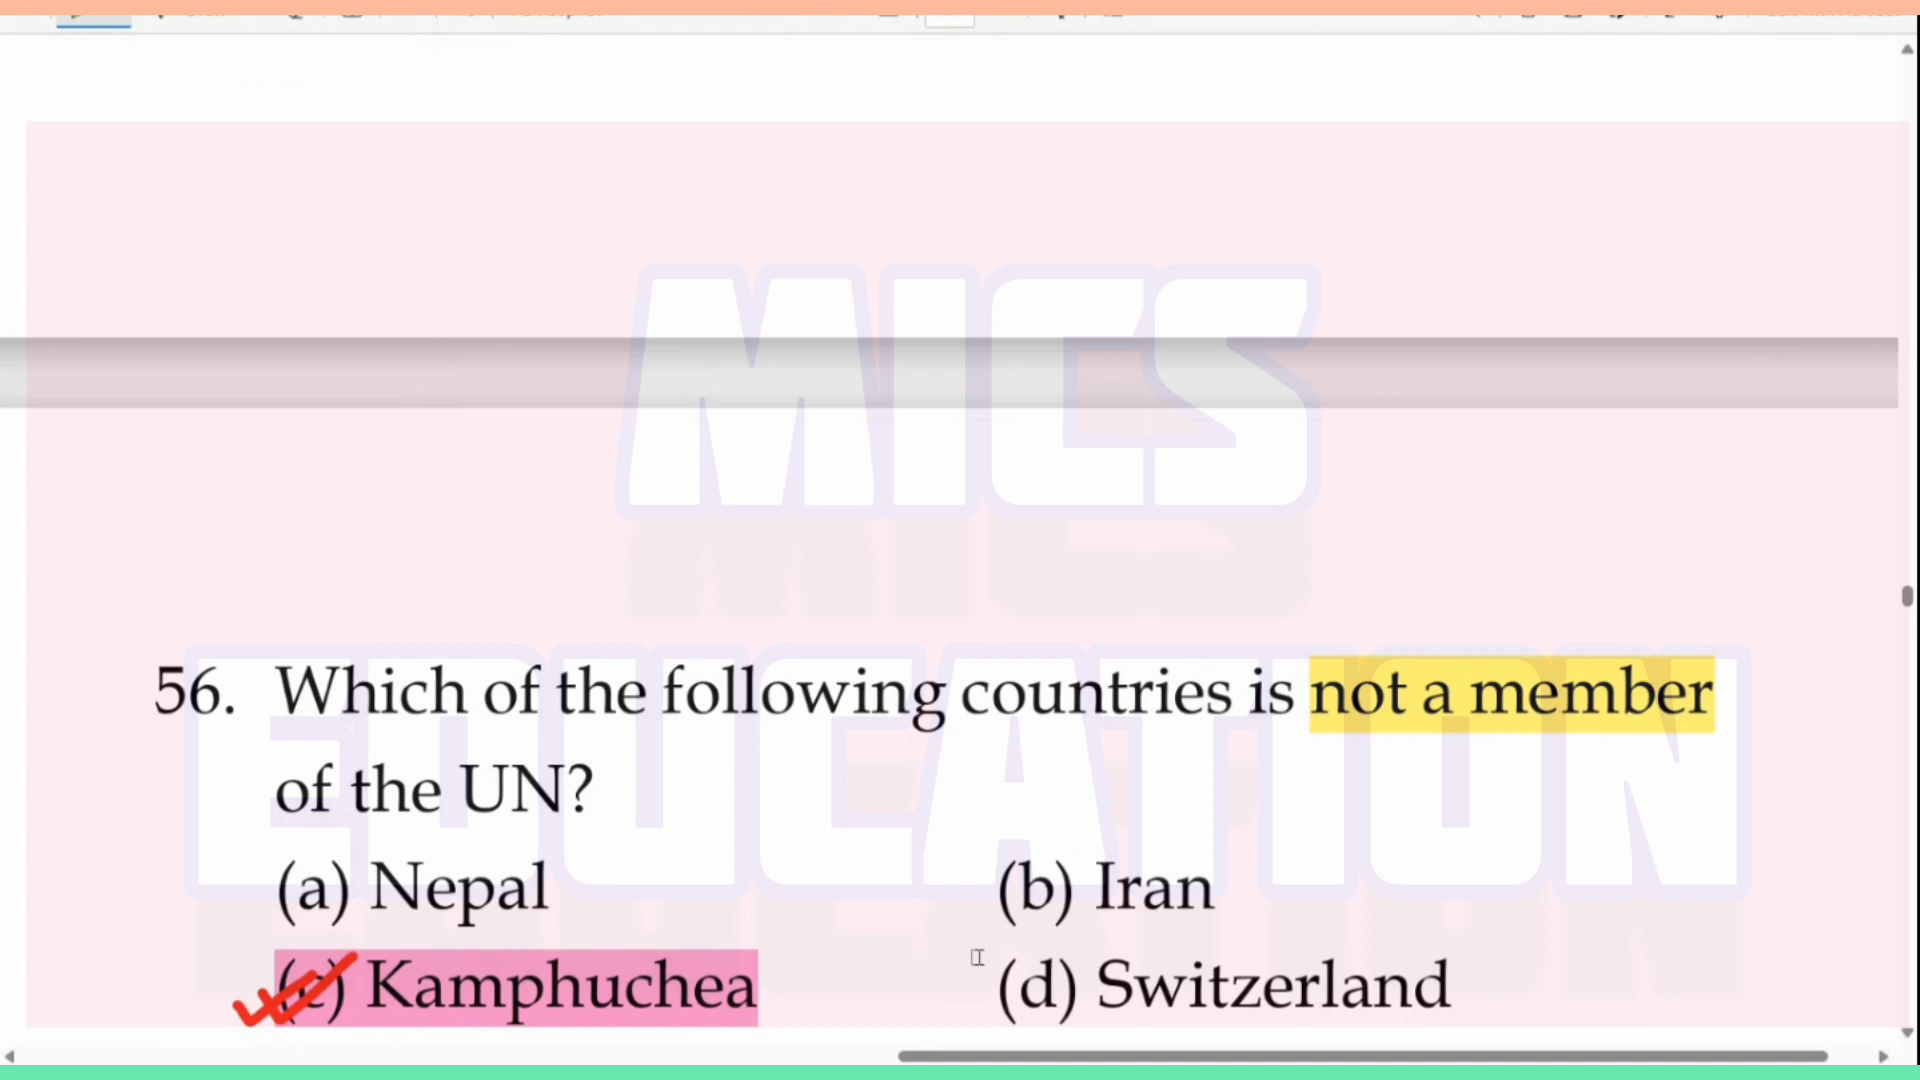 MICS
EDUCATION
56. Which of the following countries is not a member
of the UN?
(a) Nepal (b) Iran
(c) Kamphuchea (d) Switzerland